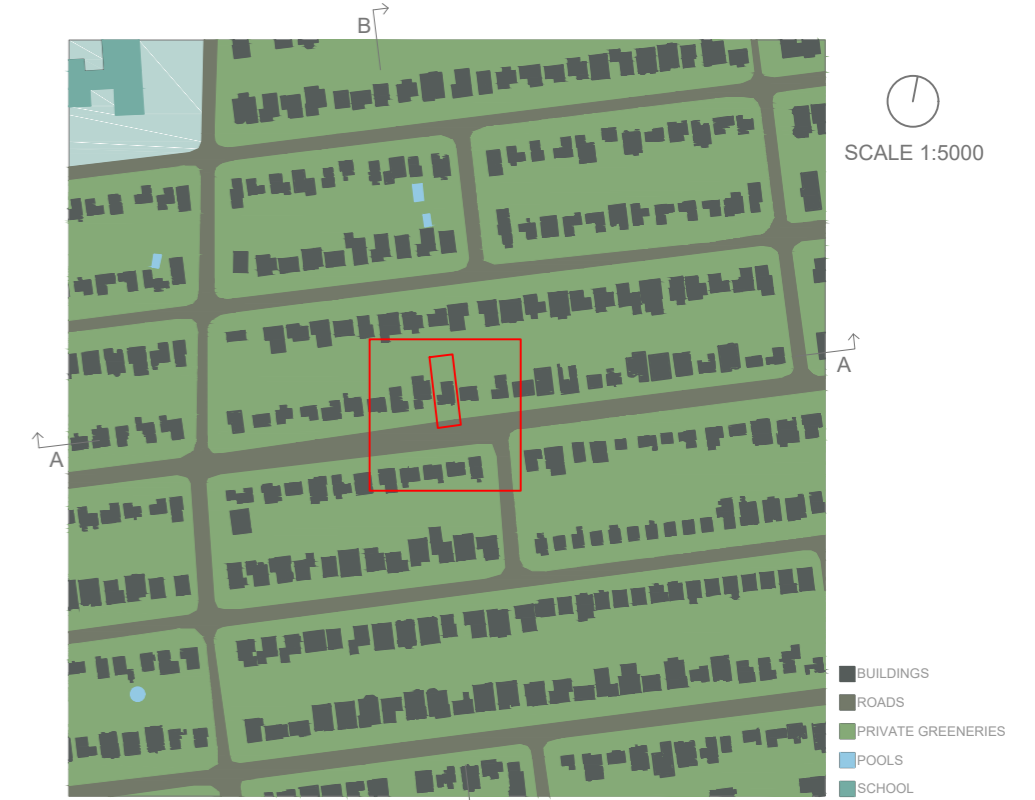 B
SCALE 1:5000
A
A
BUILDINGS
ROADS
PRIVATE GREENERIES
POOLS
SCHOOL